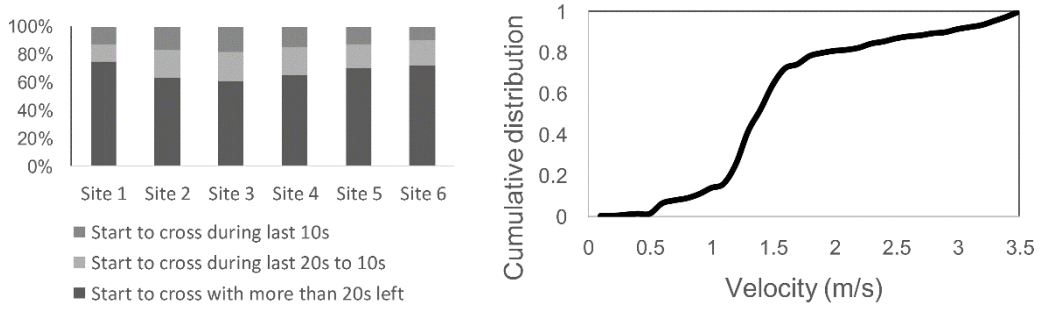 100%
80%
60%
40%
20%
0%
Site 1 Site 2 Site 3 Site 4 Site 5 Site 6
Start to cross during last 10s
Start to cross during last 20s to 10s
Start to cross with more than 20s left
Cumulative distribution
1
0.8
0.6
0.4
0.2
0
0 0.5 1 1.5 2 2.5 3 3.5
Velocity (m/s)